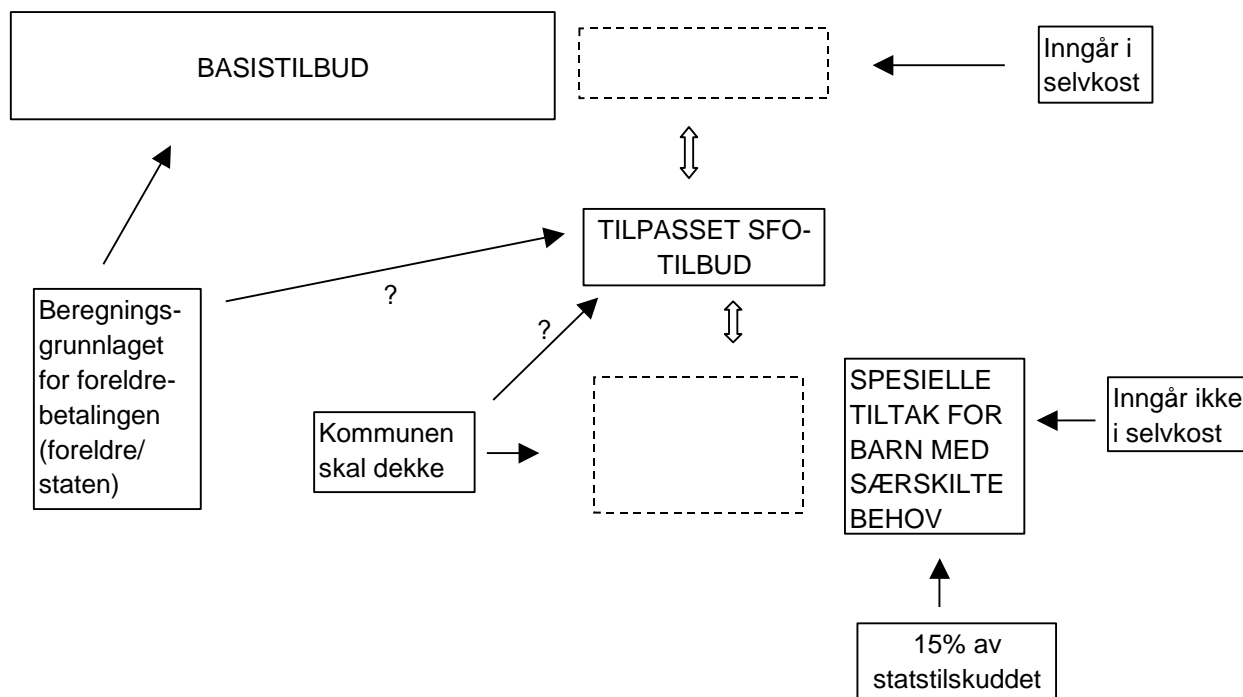 BASISTILBUD
Inngår i
selvkost
TILPASSET SFO-
TILBUD
?
Beregnings-
grunnlaget
for foreldre-
betalingen
(foreldre/
staten)
?
Kommunen
skal dekke
SPESIELLE
TILTAK FOR
BARN MED
SÆRSKILTE
BEHOV
Inngår ikke
i selvkost
15% av
statstilskuddet